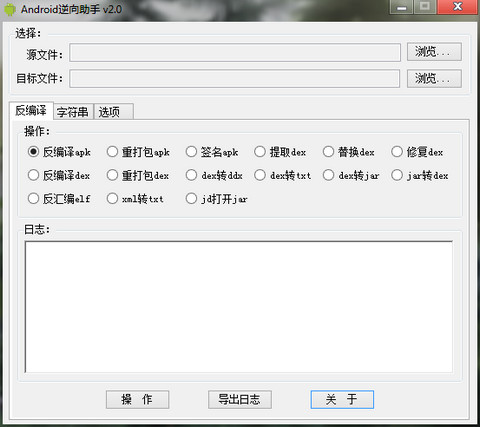 Android逆向助手 v2.0
选择:
源文件: 浏览...
目标文件: 浏览...
反编译 字符串 选项
操作:
反编译apk 重打包apk 签名apk 提取dex 替换dex 修复dex
反编译dex 重打包dex dex转ddx dex转txt dex转jar jar转dex
反汇编elf xml转txt jd打开jar
日志:
操 作 导出日志 关 于